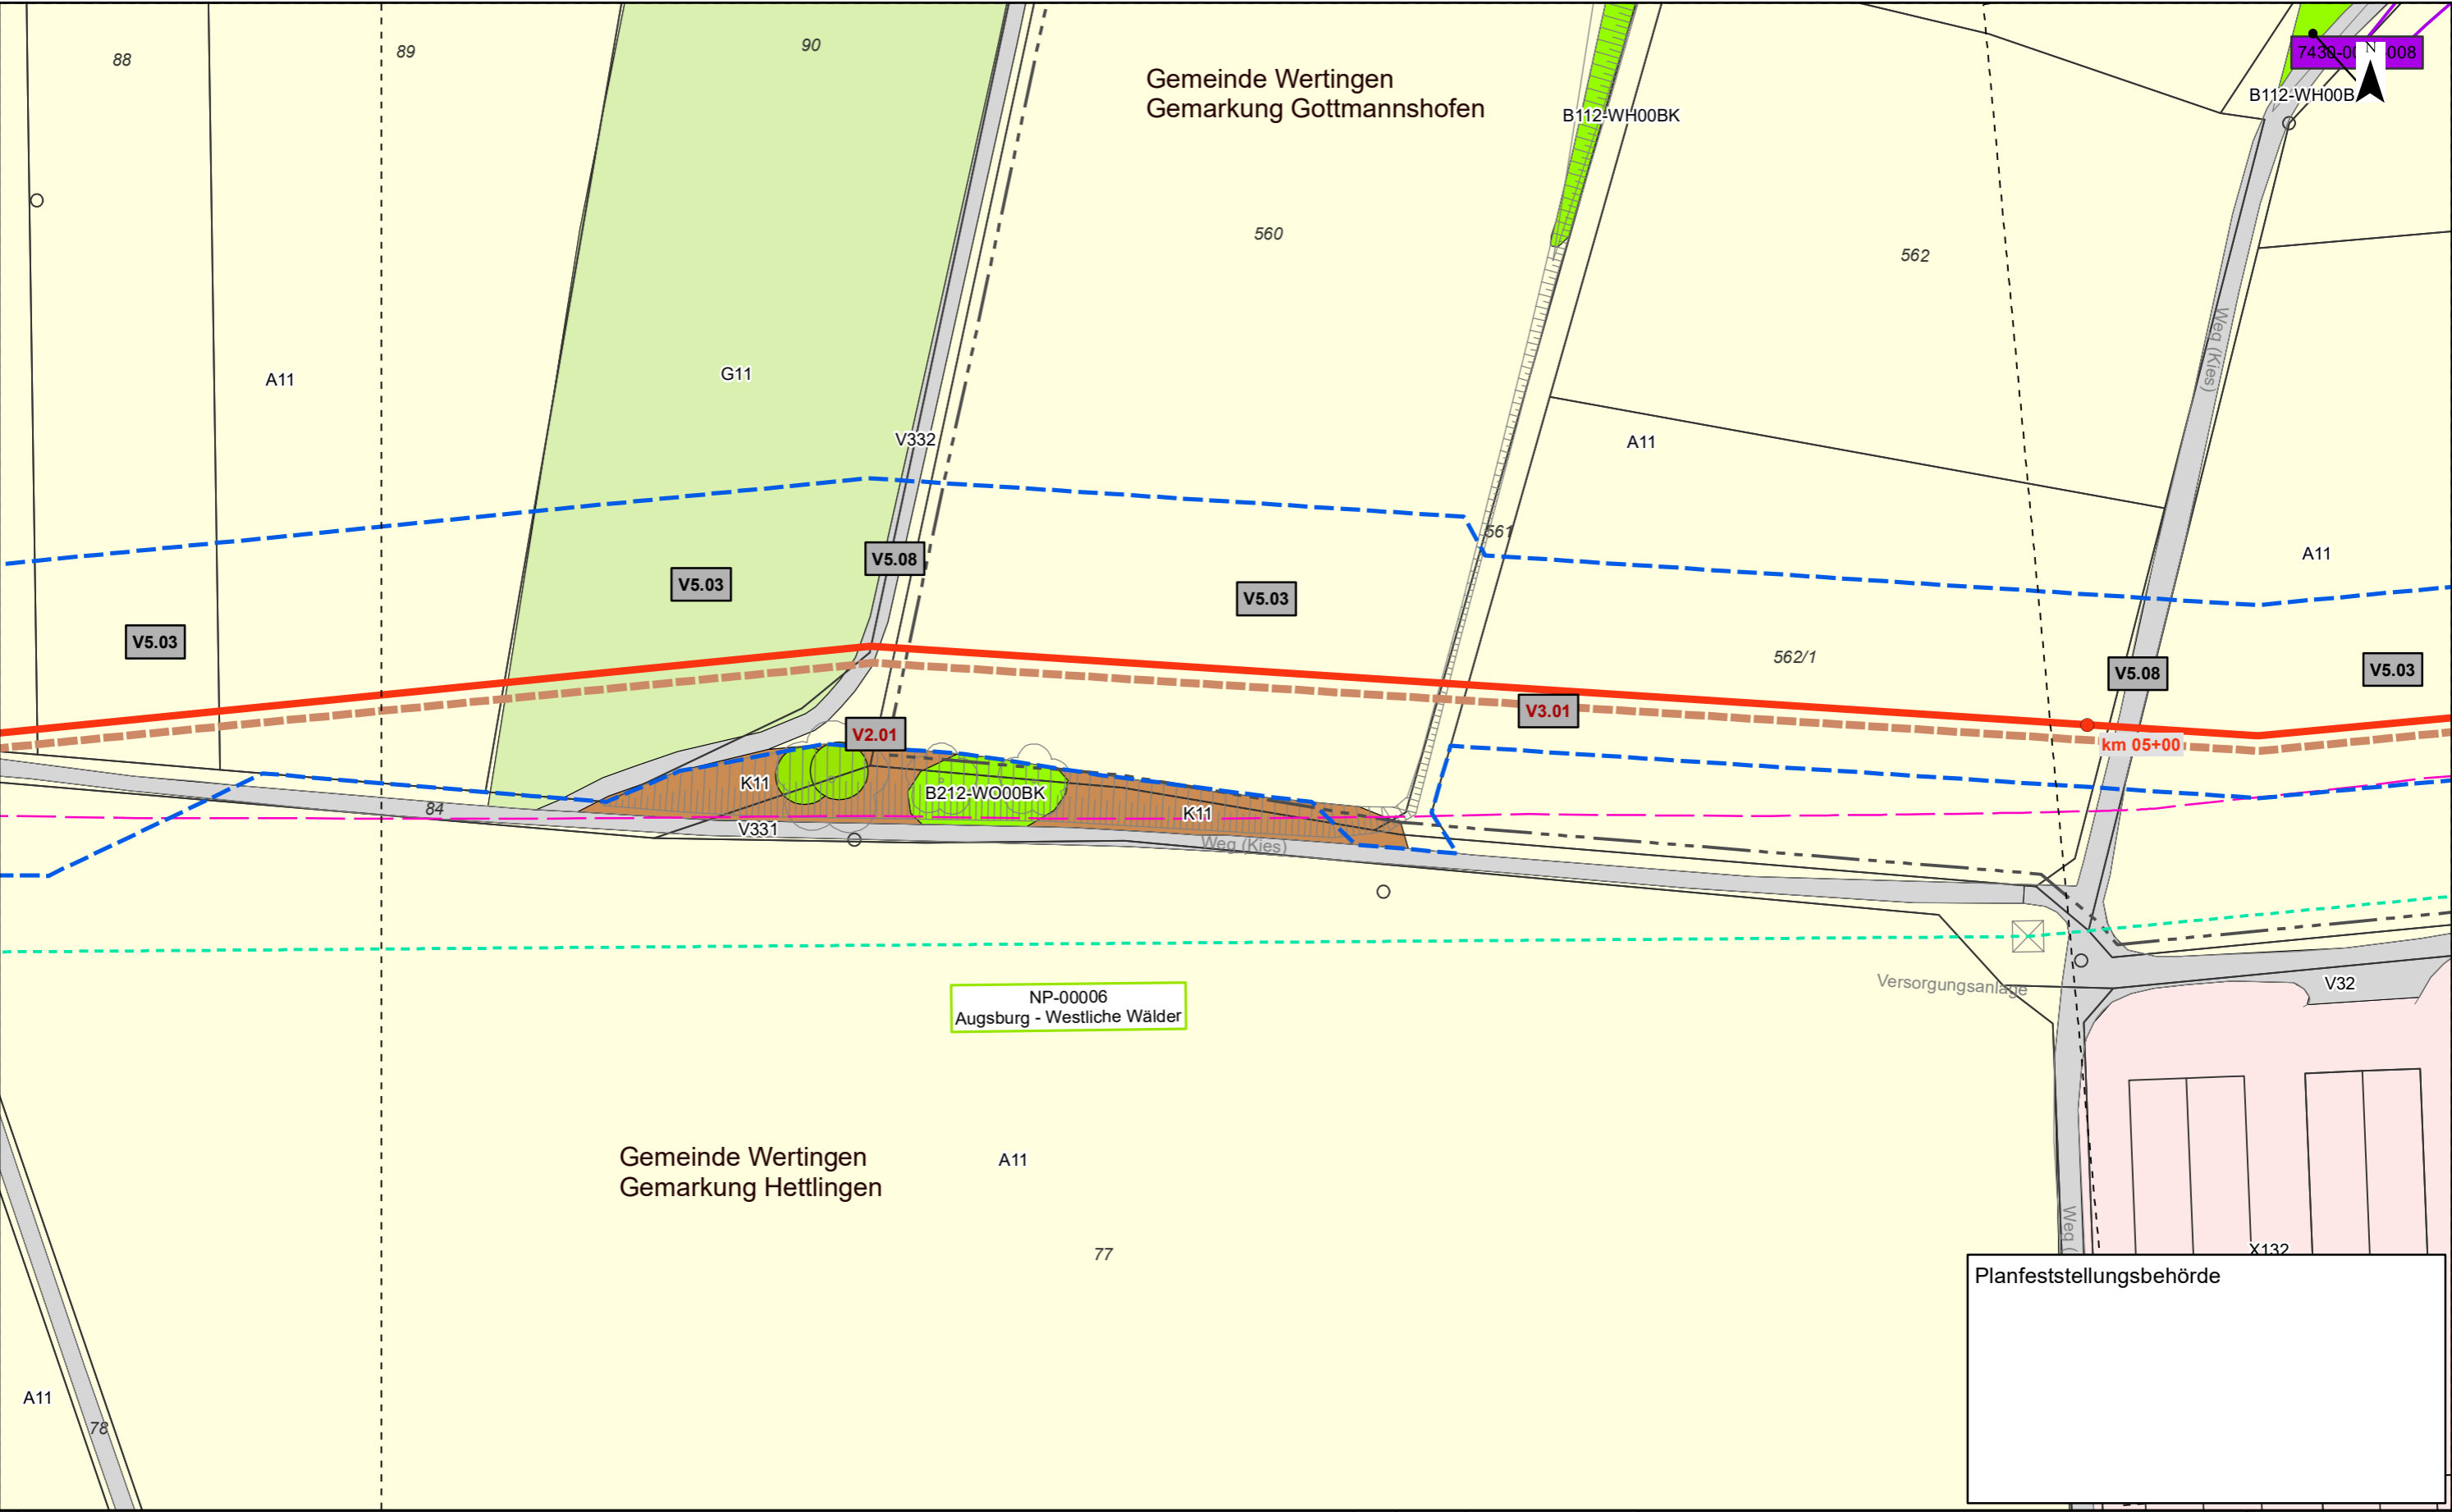 88
89
90
Gemeinde Wertingen
Gemarkung Gottmannshofen
B112-WH00BK
N
008
B112-WH00B
560
562
A11
G11
V332
A11
Weg (Kies)
561
A11
V5.08
V5.03
V5.03
V5.03
562/1
V5.08
V5.03
V2.01
V3.01
km 05+00
K11
B212-WO00BK
K11
84
V331
Weg (Kies)
NP-00006
Augsburg - Westliche Wälder
Versorgungsanlage
V32
Gemeinde Wertingen
Gemarkung Hettlingen
A11
77
Weg (
X132
Planfeststellungsbehörde
A11
78